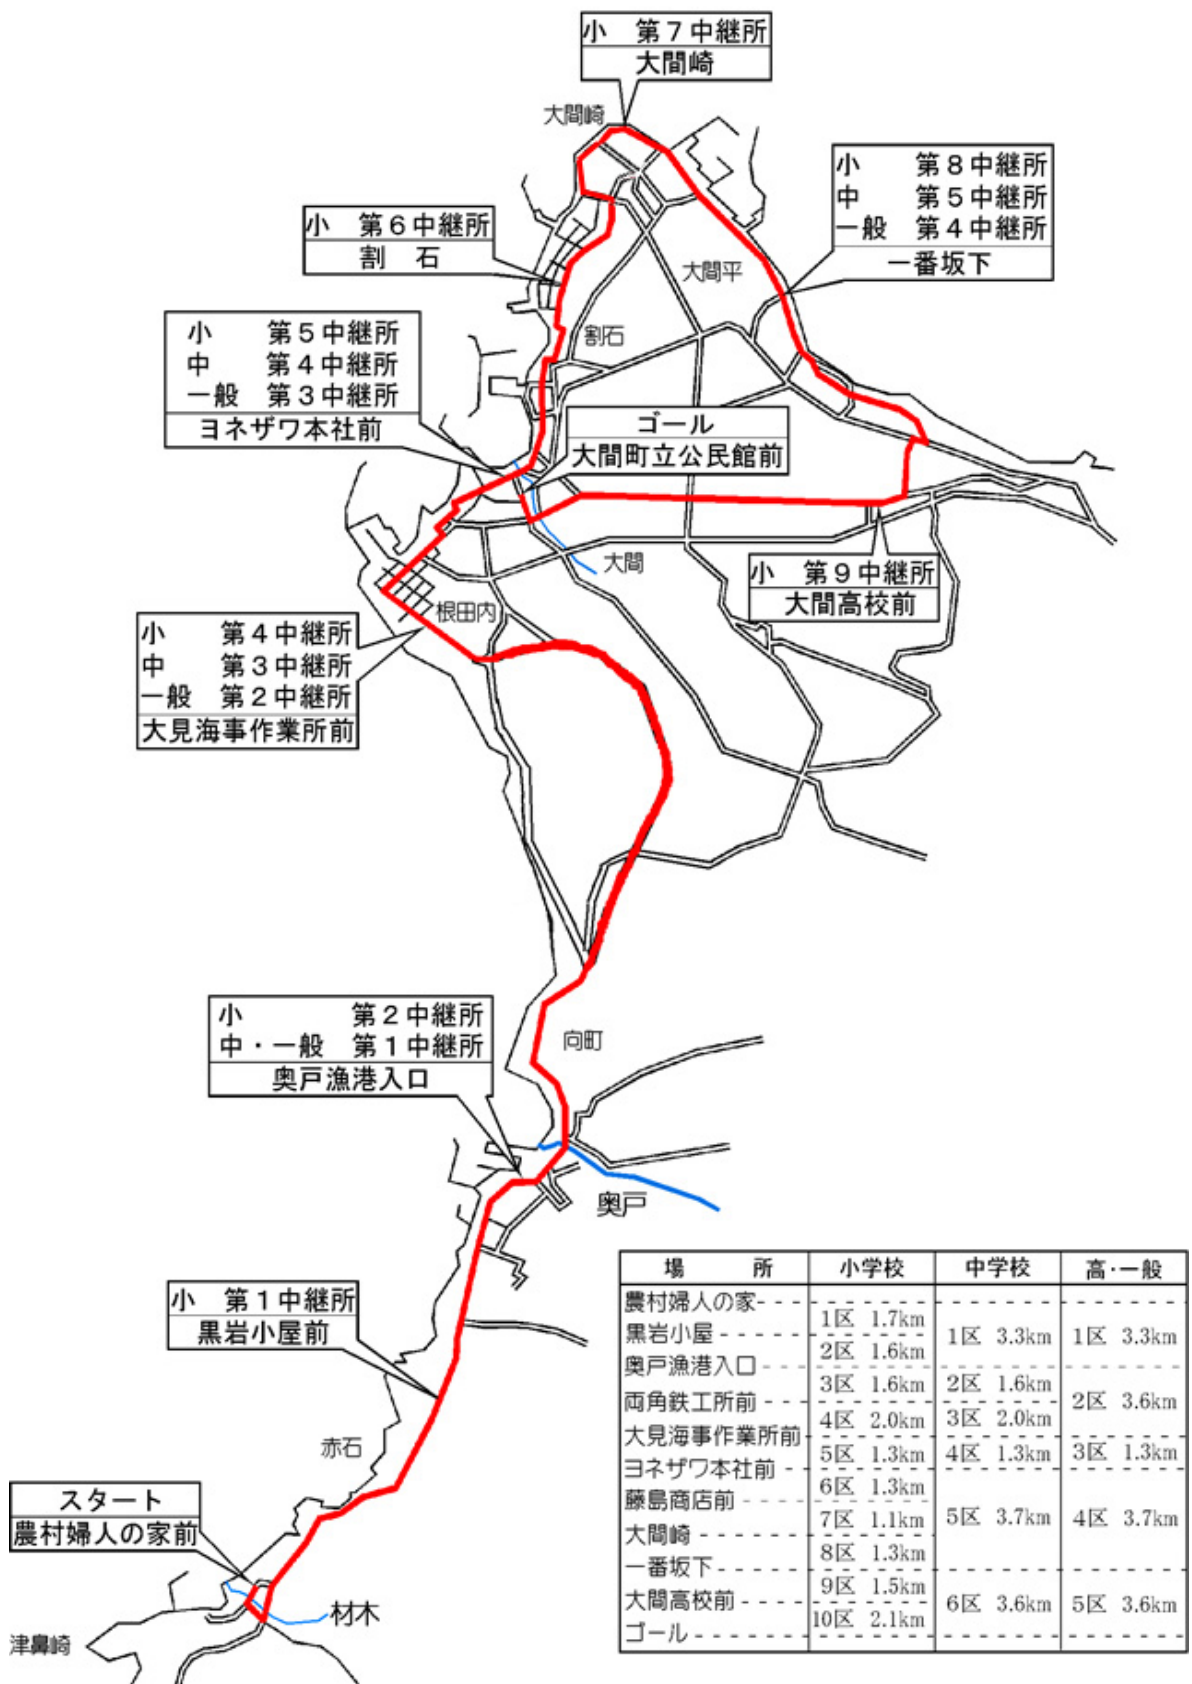 小　第７中継所
大間崎
大間崎
小　　第８中継所
中　　第５中継所
一般　第４中継所
一番坂下
小　第６中継所
割　石
大間平
小　　第５中継所
中　　第４中継所
一般　第３中継所
ヨネザワ本社前
割石
ゴール
大間町立公民館前
大間
小　第９中継所
大間高校前
根田内
小　　第４中継所
中　　第３中継所
一般　第２中継所
大見海事作業所前
小　　　　第２中継所
中・一般　第１中継所
奥戸漁港入口
向町
奥戸
小　第１中継所
黒岩小屋前
赤石
スタート
農村婦人の家前
材木
津鼻崎
場　所　小学校　中学校　高・一般
農村婦人の家
1区 1.7km
黒岩小屋　1区 3.3km　1区 3.3km
2区 1.6km
奥戸漁港入口
3区 1.6km　2区 1.6km
両角鉄工所前　2区 3.6km
4区 2.0km　3区 2.0km
大見海事作業所前
5区 1.3km　4区 1.3km　3区 1.3km
ヨネザワ本社前
6区 1.3km
藤島商店前
7区 1.1km　5区 3.7km　4区 3.7km
大間崎
8区 1.3km
一番坂下
9区 1.5km
大間高校前　6区 3.6km　5区 3.6km
10区 2.1km
ゴール